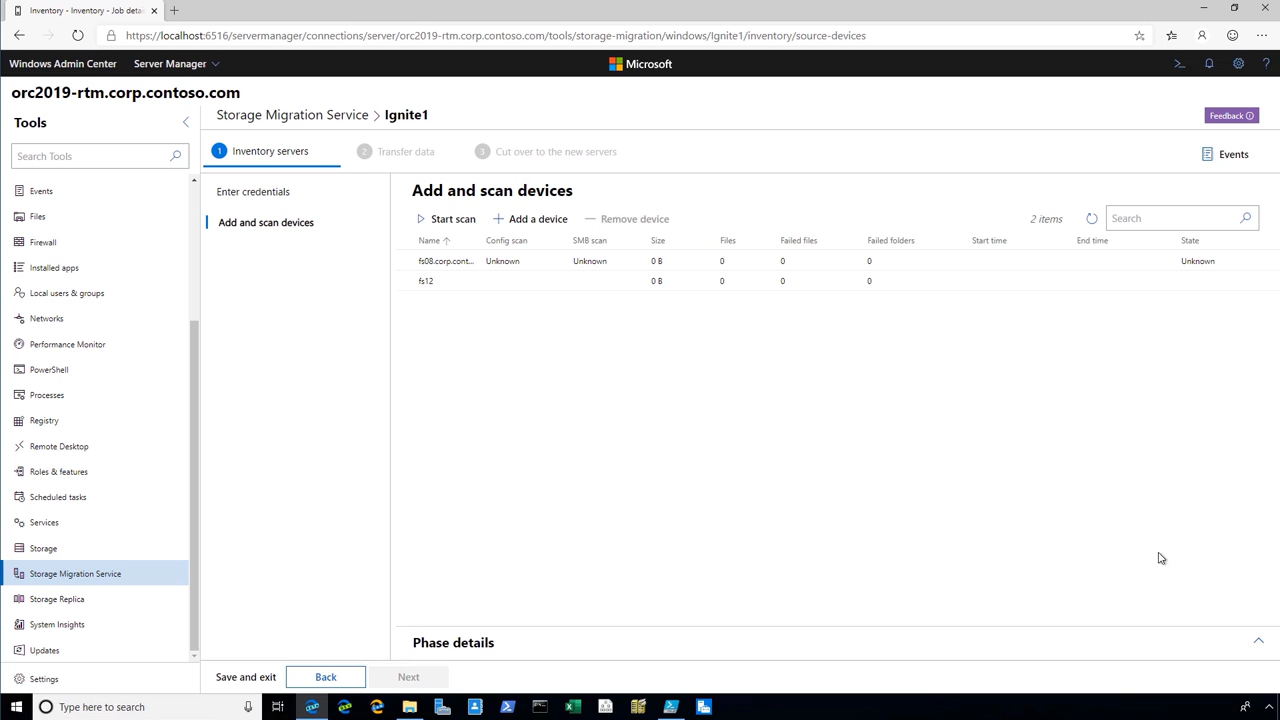 Inventory - Inventory - Job deta
https://localhost:6516/servermanager/connections/server/orc2019-rtm.corp.contoso.com/tools/storage-migration/windows/Ignite1/inventory/source-devices
Windows Admin Center Server Manager Microsoft
orc2019-rtm.corp.contoso.com
Tools
Search Tools
Events
Files
Firewall
Installed apps
Local users & groups
Networks
Performance Monitor
PowerShell
Processes
Registry
Remote Desktop
Roles & features
Scheduled tasks
Services
Storage
Storage Migration Service
Storage Replica
System Insights
Updates
Settings
Storage Migration Service > Ignite1
Feedback
1 Inventory servers 2 Transfer data 3 Cut over to the new servers
Events
Enter credentials
Add and scan devices
Add and scan devices
Start scan Add a device Remove device 2 items Search
Name Config scan SMB scan Size Files Failed files Failed folders Start time End time State
fs08.corp.cont... Unknown Unknown 0 B 0 0 0 Unknown
fs12 0 B 0 0 0
Phase details
Save and exit Back Next
Type here to search